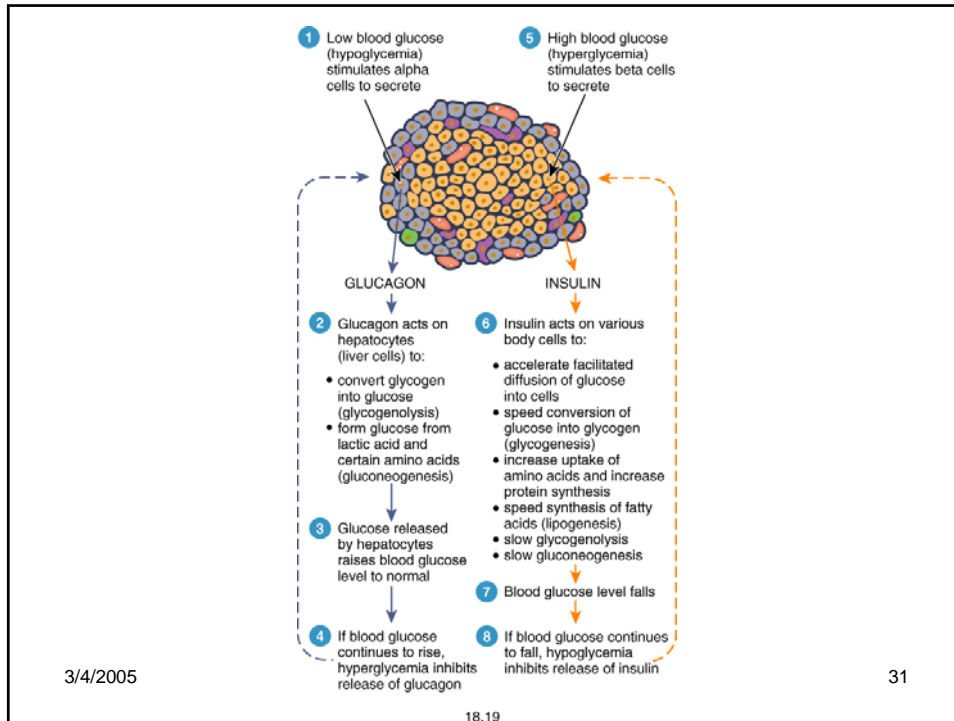 1 Low blood glucose
(hypoglycemia)
stimulates alpha
cells to secrete
5 High blood glucose
(hyperglycemia)
stimulates beta cells
to secrete
GLUCAGON
INSULIN
2 Glucagon acts on
hepatocytes
(liver cells) to:
• convert glycogen
into glucose
(glycogenolysis)
• form glucose from
lactic acid and
certain amino acids
(gluconeogenesis)
3 Glucose released
by hepatocytes
raises blood glucose
level to normal
4 If blood glucose
continues to rise,
hyperglycemia inhibits
release of glucagon
6 Insulin acts on various
body cells to:
• accelerate facilitated
diffusion of glucose
into cells
• speed conversion of
glucose into glycogen
(glycogenesis)
• increase uptake of
amino acids and increase
protein synthesis
• speed synthesis of fatty
acids (lipogenesis)
• slow glycogenolysis
• slow gluconeogenesis
7 Blood glucose level falls
8 If blood glucose continues
to fall, hypoglycemia
inhibits release of insulin
3/4/2005
31
18.19